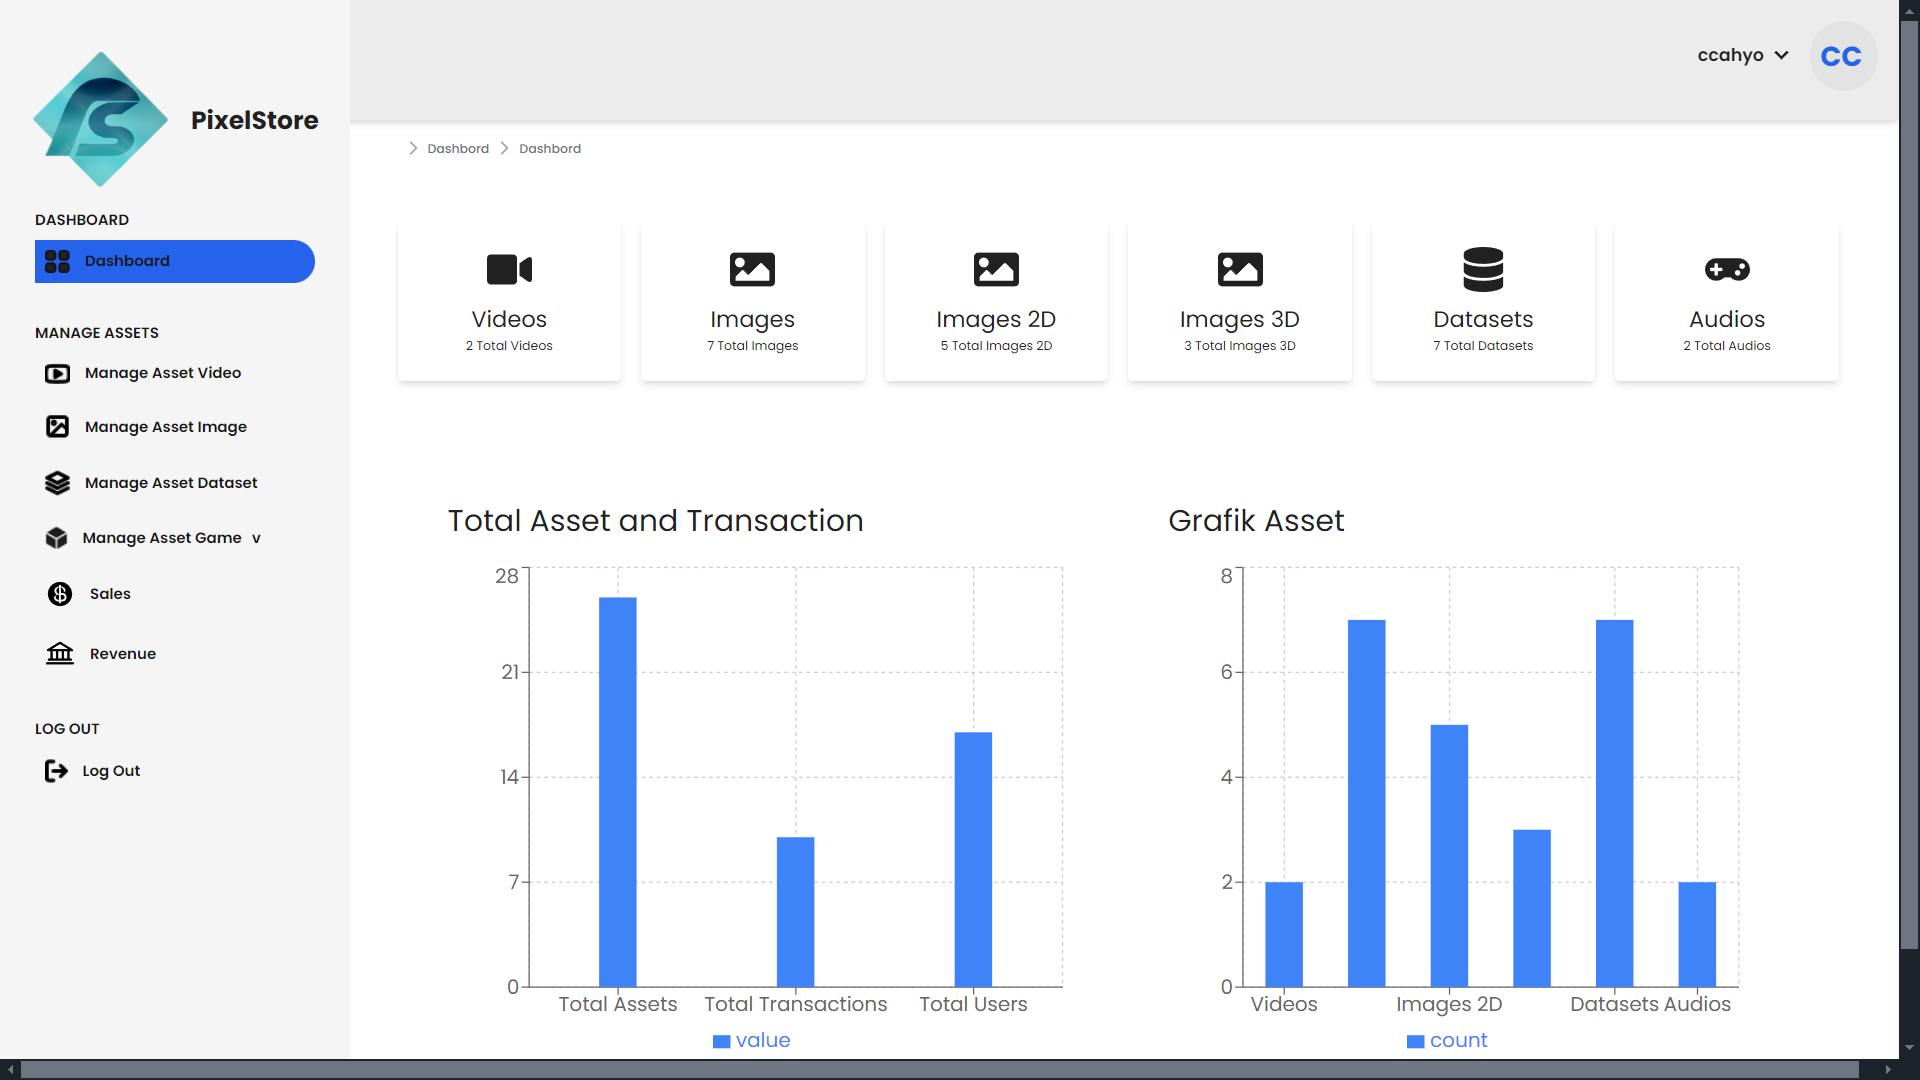 PixelStore
DASHBOARD
Dashboard
MANAGE ASSETS
Manage Asset Video
Manage Asset Image
Manage Asset Dataset
Manage Asset Game v
Sales
Revenue
LOG OUT
Log Out
ccahyo
CC
Dashbord
Dashbord
Videos
2 Total Videos
Images
7 Total Images
Images 2D
5 Total Images 2D
Images 3D
3 Total Images 3D
Datasets
7 Total Datasets
Audios
2 Total Audios
Total Asset and Transaction
28
21
14
7
0
Total Assets
Total Transactions
Total Users
value
Grafik Asset
8
6
4
2
0
Videos
Images 2D
Datasets
Audios
count